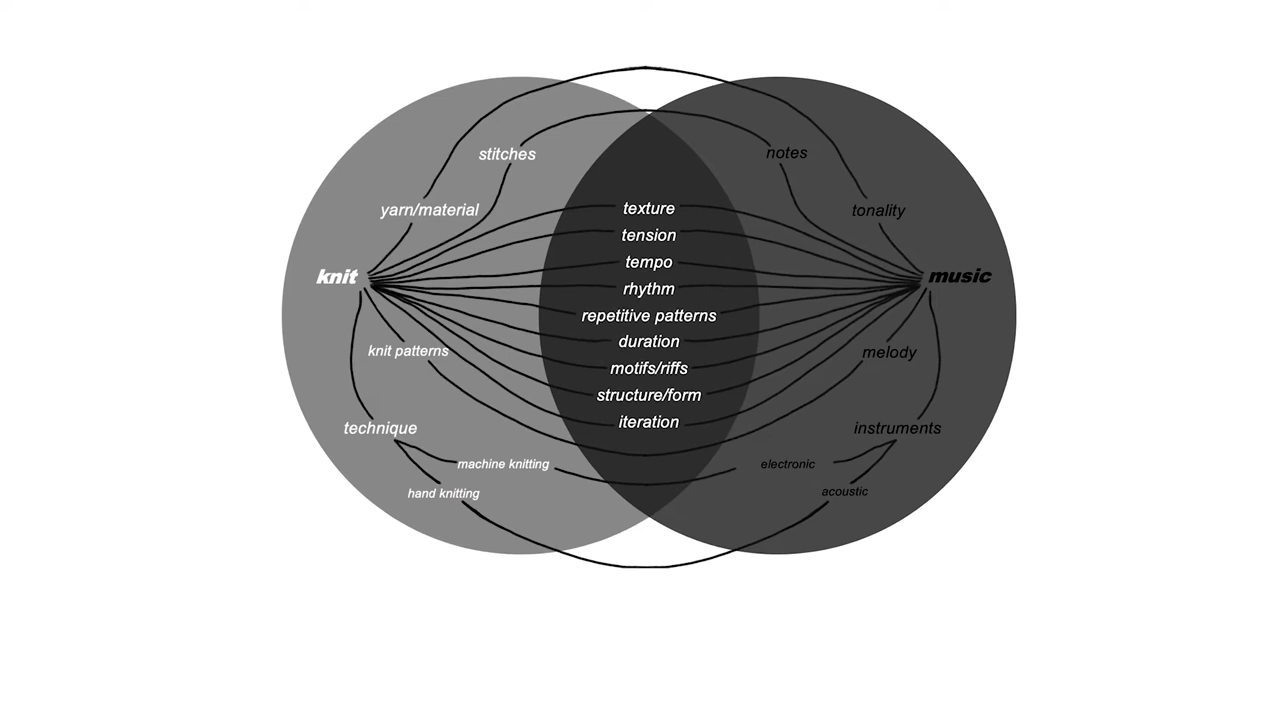 stitches
notes
yarn/material
texture
tonality
tension
tempo
knit
music
rhythm
repetitive patterns
duration
knit patterns
melody
motifs/riffs
structure/form
iteration
technique
instruments
machine knitting
electronic
hand knitting
acoustic